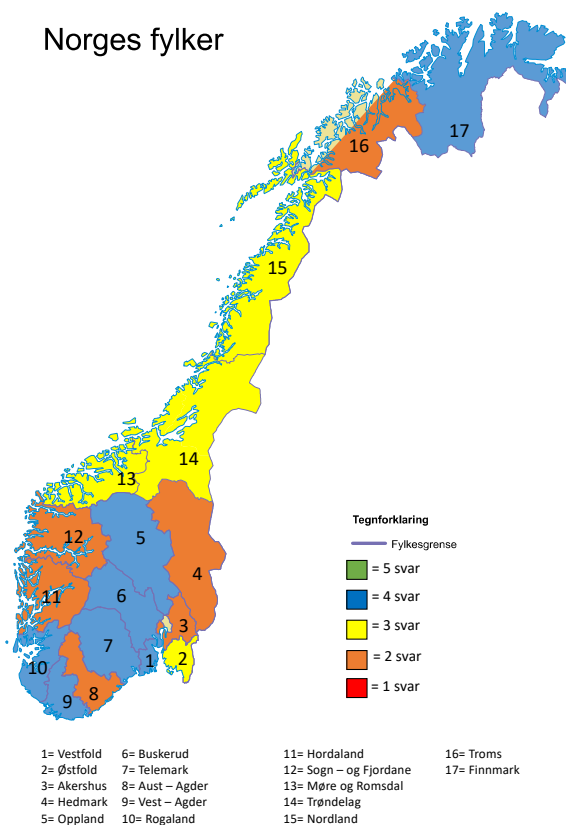 Norges fylker
17
16
15
14
13
12
5
11
4
6
3
7
10
1
2
8
9
Tegnforklaring
Fylkesgrense
= 5 svar
= 4 svar
= 3 svar
= 2 svar
= 1 svar
1= Vestfold 6= Buskerud 11= Hordaland 16= Troms
2= Østfold 7= Telemark 12= Sogn – og Fjordane 17= Finnmark
3= Akershus 8= Aust – Agder 13= Møre og Romsdal
4= Hedmark 9= Vest – Agder 14= Trøndelag
5= Oppland 10= Rogaland 15= Nordland